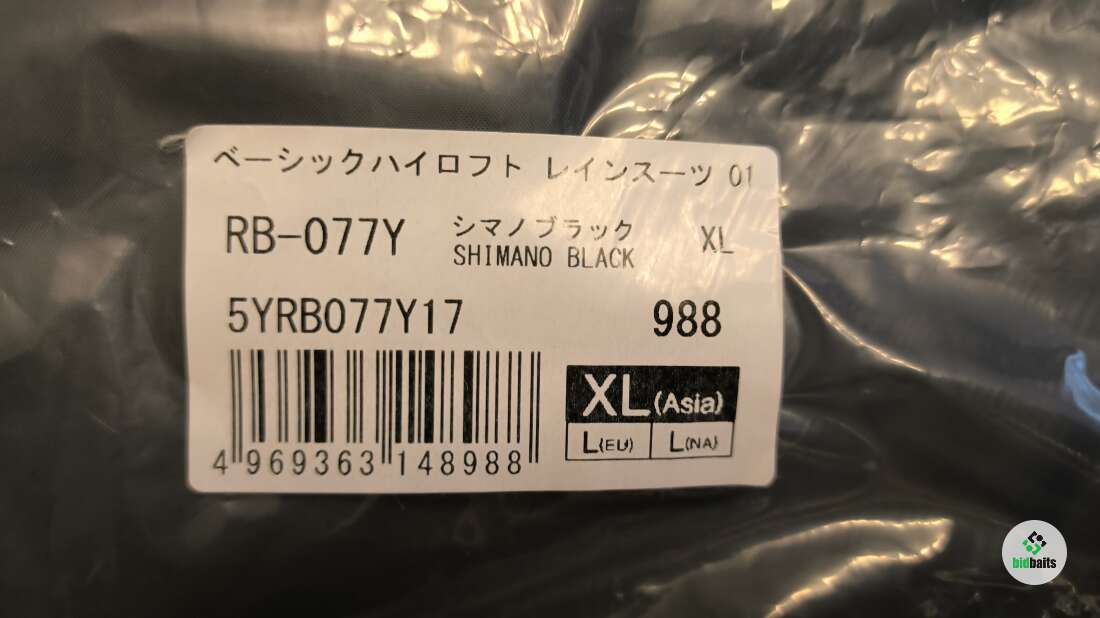 ベーシックハイロフト レインスーツ 01
RB-077Y シマノブラック XL
SHIMANO BLACK
5YRB077Y17 988
XL(Asia)
L(EU) L(NA)
4 969363 148988
bidbaits